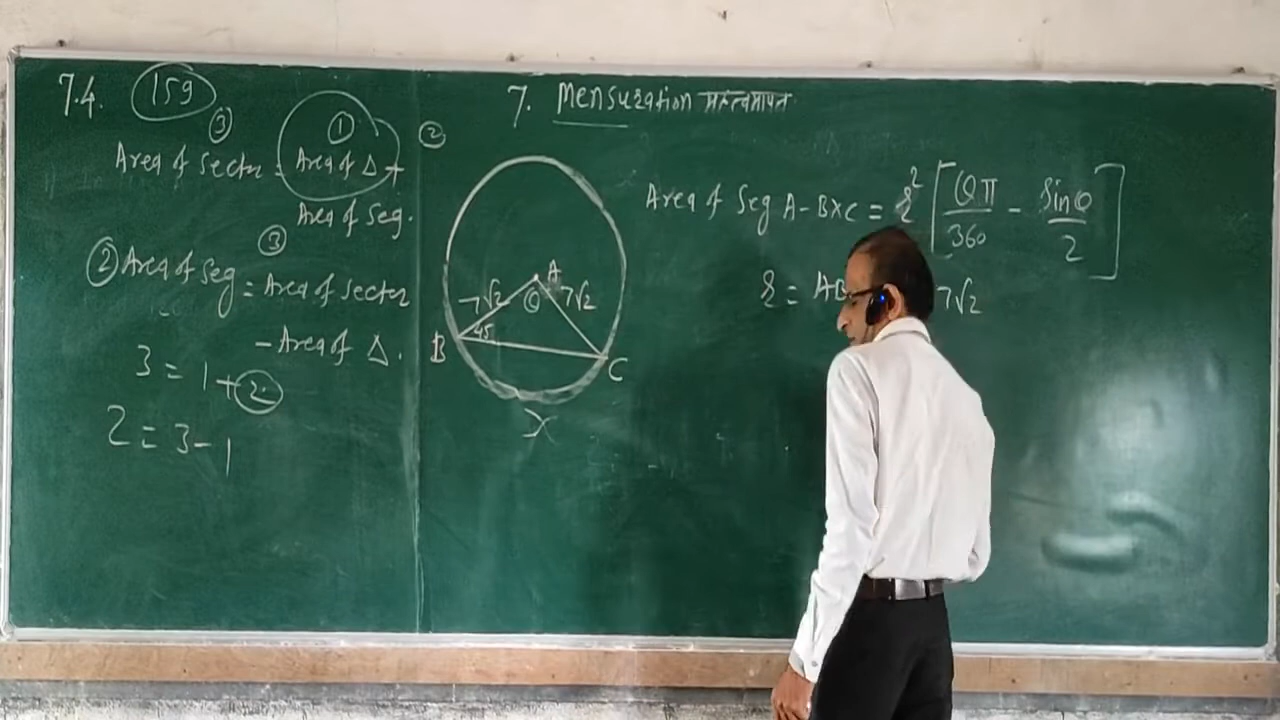 7.4. 159
7. Mensuration महत्वमापन
③ ① ②
Area of Sector = Area of Δ +
Area of Seg.
③
② Area of Seg = Area of Sector
- Area of Δ.
3 = 1 + ②
2 = 3 - 1
A
θ
7√2 7√2
45
B C
X
Area of Seg A-BXC = r² [ θπ/360 - Sinθ/2 ]
r = AB 7√2